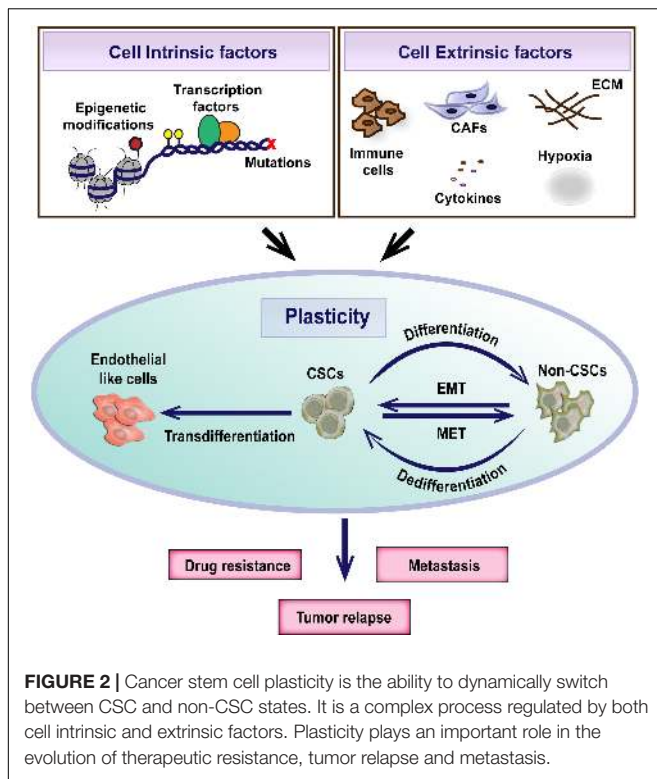 Cell Intrinsic factors
Epigenetic
modifications
Transcription
factors
Mutations
Cell Extrinsic factors
Immune
cells
CAFs
ECM
Cytokines
Hypoxia
Plasticity
Endothelial
like cells
CSCs
Non-CSCs
Differentiation
EMT
MET
Transdifferentiation
Dedifferentiation
Drug resistance
Metastasis
Tumor relapse
FIGURE 2 | Cancer stem cell plasticity is the ability to dynamically switch
between CSC and non-CSC states. It is a complex process regulated by both
cell intrinsic and extrinsic factors. Plasticity plays an important role in the
evolution of therapeutic resistance, tumor relapse and metastasis.